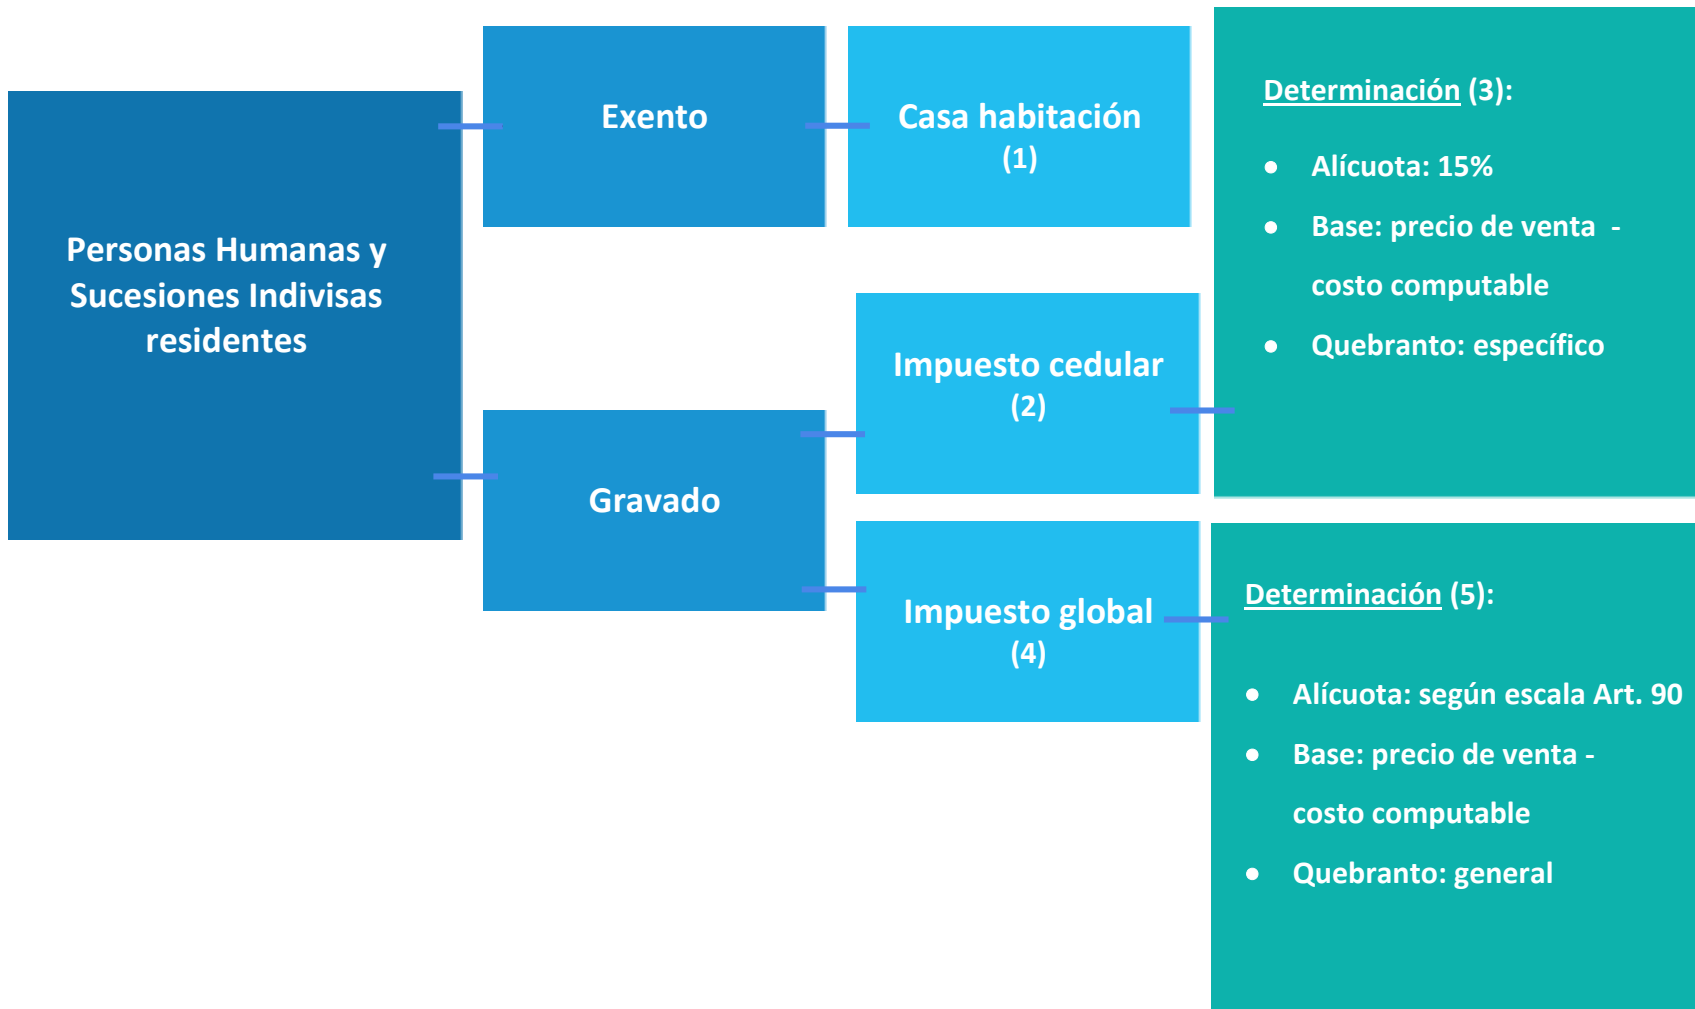 Personas Humanas y
Sucesiones Indivisas
residentes
Exento
Casa habitación
(1)
Gravado
Impuesto cedular
(2)
Determinación (3):
● Alícuota: 15%
● Base: precio de venta -
costo computable
● Quebranto: específico
Impuesto global
(4)
Determinación (5):
● Alícuota: según escala Art. 90
● Base: precio de venta -
costo computable
● Quebranto: general